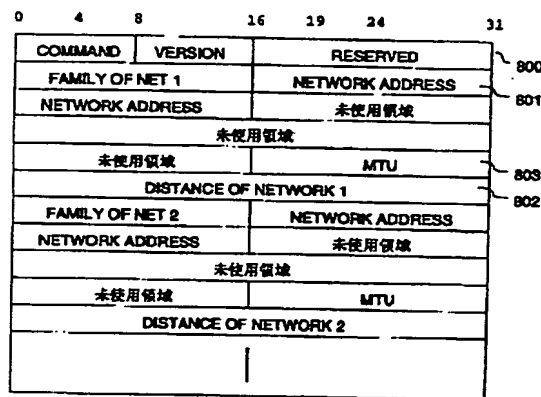 0 4 8 16 19 24 31
COMMAND VERSION RESERVED 800
FAMILY OF NET 1 NETWORK ADDRESS 801
NETWORK ADDRESS 未使用領域
未使用領域
未使用領域 MTU 803
DISTANCE OF NETWORK 1 802
FAMILY OF NET 2 NETWORK ADDRESS
NETWORK ADDRESS 未使用領域
未使用領域
未使用領域 MTU
DISTANCE OF NETWORK 2